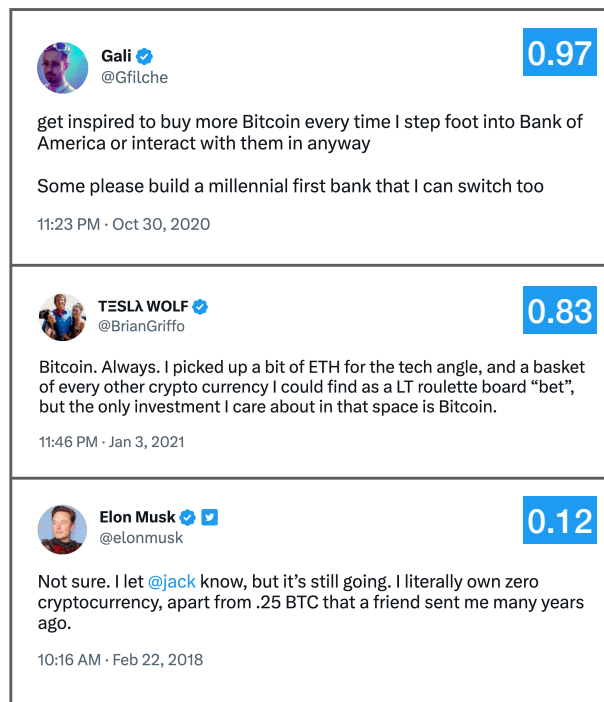 Gali
0.97
@Gfilche
get inspired to buy more Bitcoin every time I step foot into Bank of
America or interact with them in anyway
Some please build a millennial first bank that I can switch too
11:23 PM · Oct 30, 2020
TΞSLλ WOLF
0.83
@BrianGriffo
Bitcoin. Always. I picked up a bit of ETH for the tech angle, and a basket
of every other crypto currency I could find as a LT roulette board “bet”,
but the only investment I care about in that space is Bitcoin.
11:46 PM · Jan 3, 2021
Elon Musk
0.12
@elonmusk
Not sure. I let @jack know, but it’s still going. I literally own zero
cryptocurrency, apart from .25 BTC that a friend sent me many years
ago.
10:16 AM · Feb 22, 2018